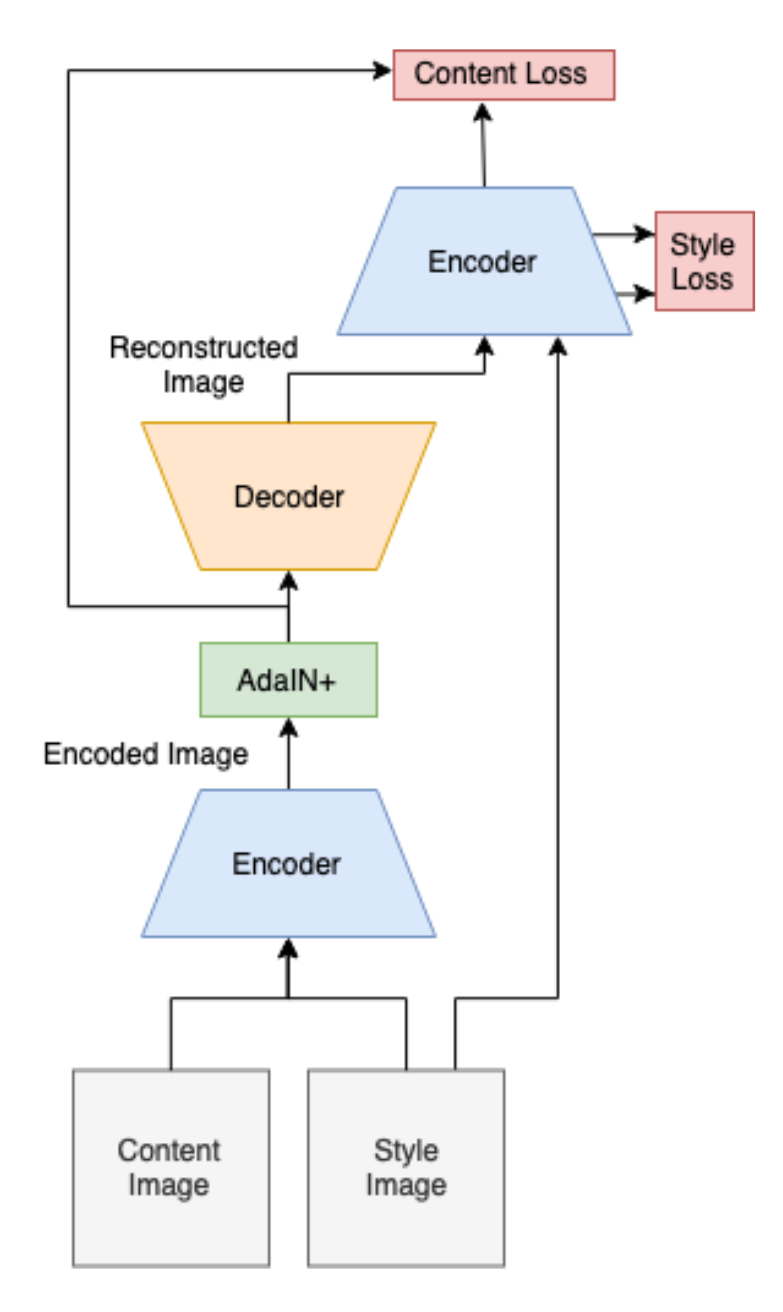 Content Loss
Encoder
Style
Loss
Reconstructed
Image
Decoder
AdaIN+
Encoded Image
Encoder
Content
Image
Style
Image